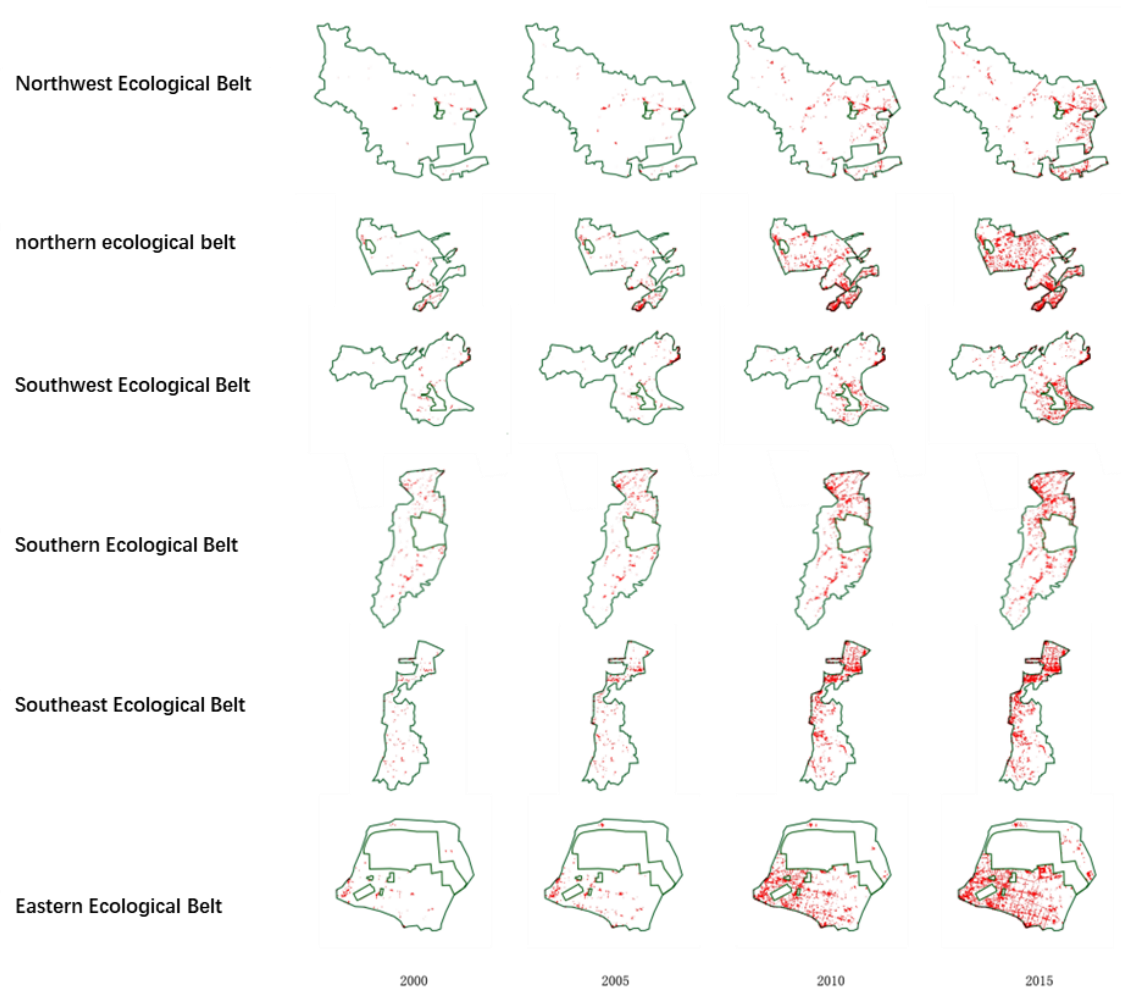 Northwest Ecological Belt
northern ecological belt
Southwest Ecological Belt
Southern Ecological Belt
Southeast Ecological Belt
Eastern Ecological Belt
2000 2005 2010 2015